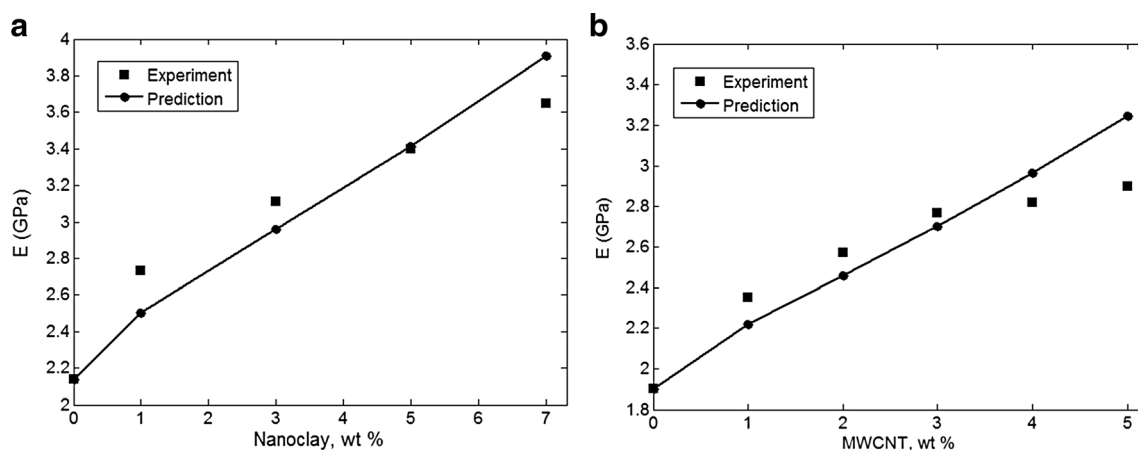 a
4
3.8
3.6
3.4
3.2
3
2.8
2.6
2.4
2.2
2
E (GPa)
Experiment
Prediction
0 1 2 3 4 5 6 7
Nanoclay, wt %
b
3.6
3.4
3.2
3
2.8
2.6
2.4
2.2
2
1.8
E (GPa)
Experiment
Prediction
0 1 2 3 4 5
MWCNT, wt %